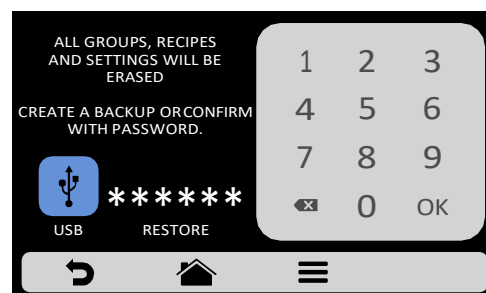 ALL GROUPS, RECIPES
AND SETTINGS WILL BE
ERASED
CREATE A BACKUP ORCONFIRM
WITH PASSWORD.
******
USB
RESTORE
1 2 3
4 5 6
7 8 9
0 OK